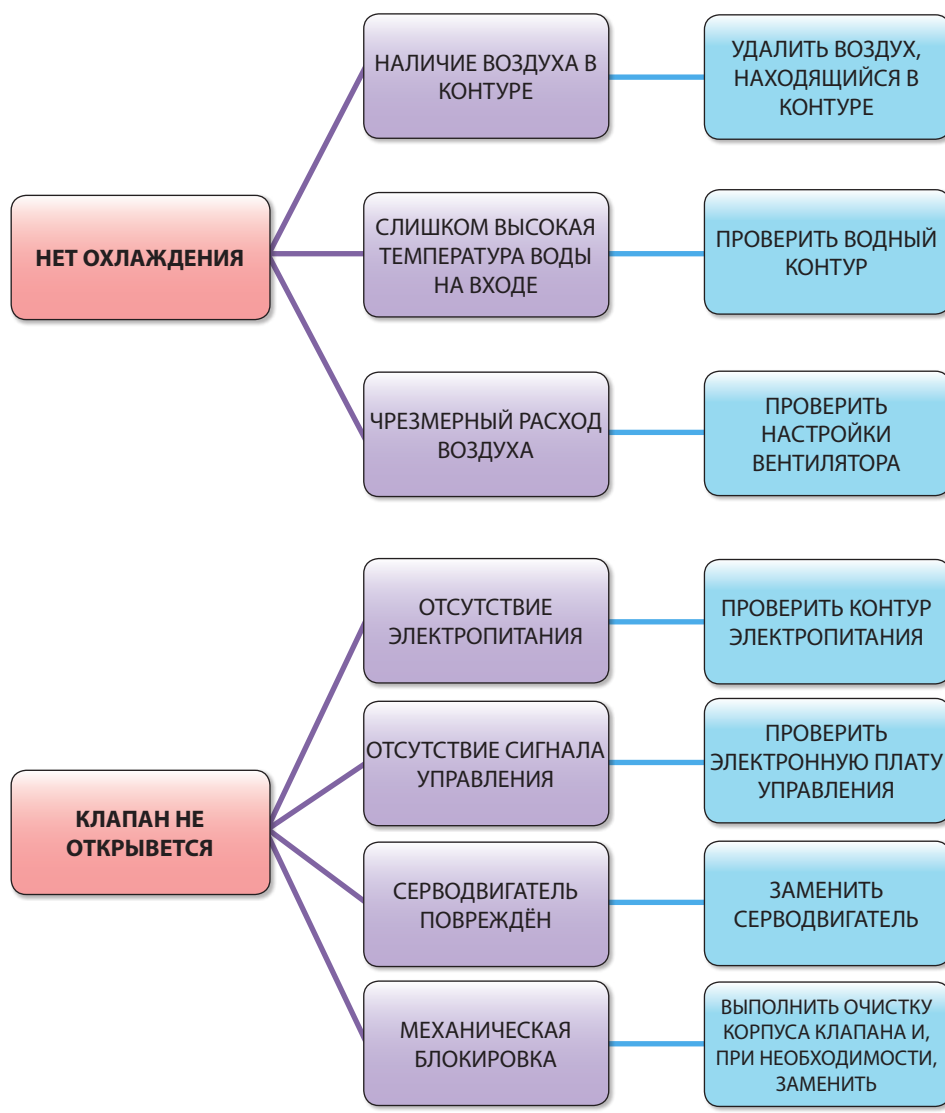 НЕТ ОХЛАЖДЕНИЯ
НАЛИЧИЕ ВОЗДУХА В
КОНТУРЕ
УДАЛИТЬ ВОЗДУХ,
НАХОДЯЩИЙСЯ В
КОНТУРЕ
СЛИШКОМ ВЫСОКАЯ
ТЕМПЕРАТУРА ВОДЫ
НА ВХОДЕ
ПРОВЕРИТЬ ВОДНЫЙ
КОНТУР
ЧРЕЗМЕРНЫЙ РАСХОД
ВОЗДУХА
ПРОВЕРИТЬ
НАСТРОЙКИ
ВЕНТИЛЯТОРА
КЛАПАН НЕ
ОТКРЫВЕТСЯ
ОТСУТСТВИЕ
ЭЛЕКТРОПИТАНИЯ
ПРОВЕРИТЬ КОНТУР
ЭЛЕКТРОПИТАНИЯ
ОТСУТСТВИЕ СИГНАЛА
УПРАВЛЕНИЯ
ПРОВЕРИТЬ
ЭЛЕКТРОННУЮ ПЛАТУ
УПРАВЛЕНИЯ
СЕРВОДВИГАТЕЛЬ
ПОВРЕЖДЁН
ЗАМЕНИТЬ
СЕРВОДВИГАТЕЛЬ
МЕХАНИЧЕСКАЯ
БЛОКИРОВКА
ВЫПОЛНИТЬ ОЧИСТКУ
КОРПУСА КЛАПАНА И,
ПРИ НЕОБХОДИМОСТИ,
ЗАМЕНИТЬ